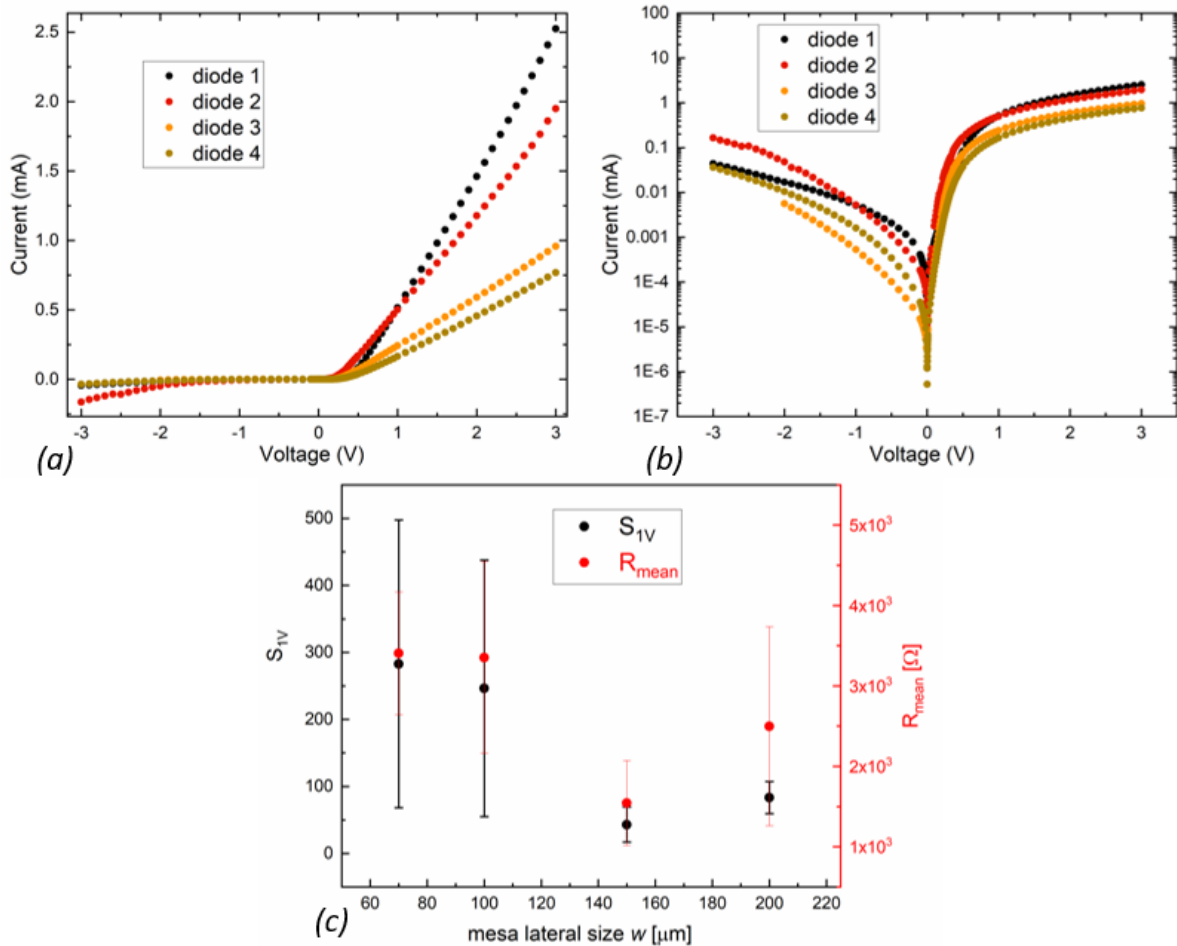 2.5
2.0
1.5
1.0
0.5
0.0
Current (mA)
diode 1
diode 2
diode 3
diode 4
-3 -2 -1 0 1 2 3
Voltage (V)
(a)
100
10
1
0.1
0.01
0.001
1E-4
1E-5
1E-6
1E-7
Current (mA)
diode 1
diode 2
diode 3
diode 4
-3 -2 -1 0 1 2 3
Voltage (V)
(b)
500
400
300
200
100
0
S1V
S1V
Rmean
5x10³
4x10³
3x10³
2x10³
1x10³
Rmean [Ω]
60 80 100 120 140 160 180 200 220
mesa lateral size w [μm]
(c)